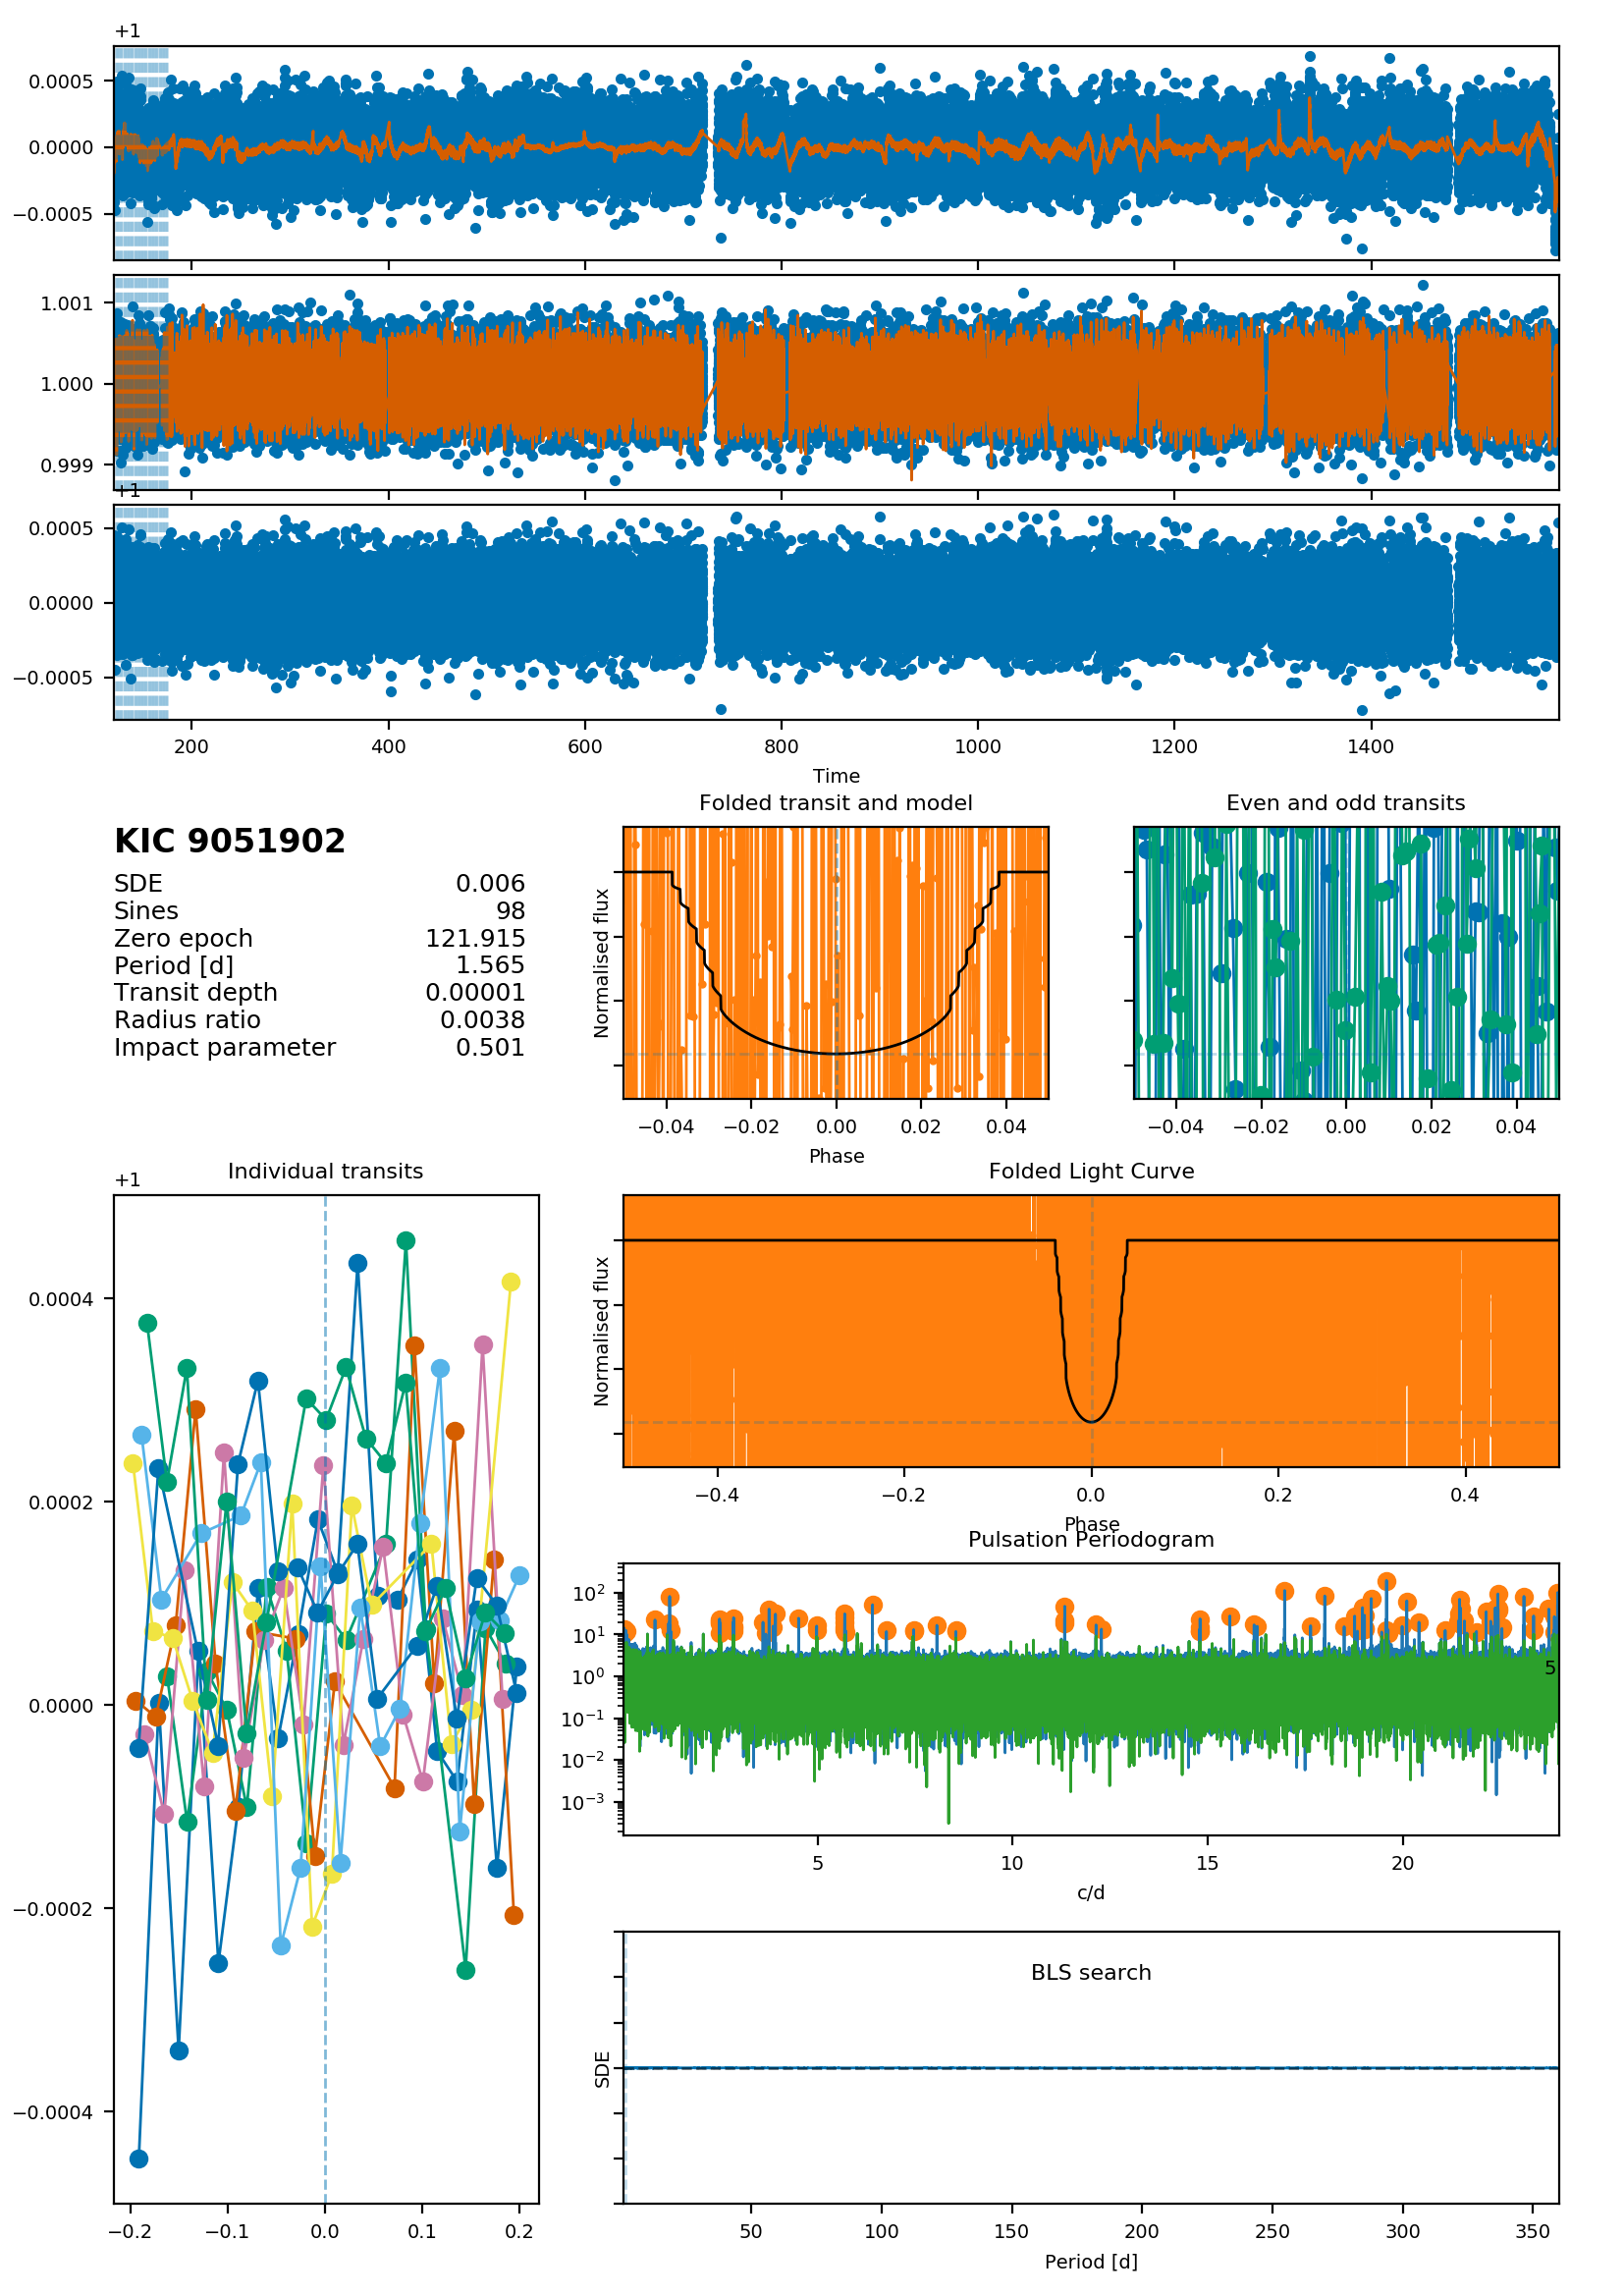 +1
0.0005
0.0000
−0.0005
1.001
1.000
0.999
+1
0.0005
0.0000
−0.0005
200 400 600 800 1000 1200 1400
Time
KIC 9051902
SDE 0.006
Sines 98
Zero epoch 121.915
Period [d] 1.565
Transit depth 0.00001
Radius ratio 0.0038
Impact parameter 0.501
Folded transit and model
Normalised flux
−0.04 −0.02 0.00 0.02 0.04
Phase
Even and odd transits
−0.04 −0.02 0.00 0.02 0.04
Individual transits
+1
0.0004
0.0002
0.0000
−0.0002
−0.0004
−0.2 −0.1 0.0 0.1 0.2
Folded Light Curve
Normalised flux
−0.4 −0.2 0.0 0.2 0.4
Phase
Pulsation Periodogram
10²
10¹
10⁰
10⁻¹
10⁻²
10⁻³
5
5 10 15 20
c/d
BLS search
SDE
50 100 150 200 250 300 350
Period [d]